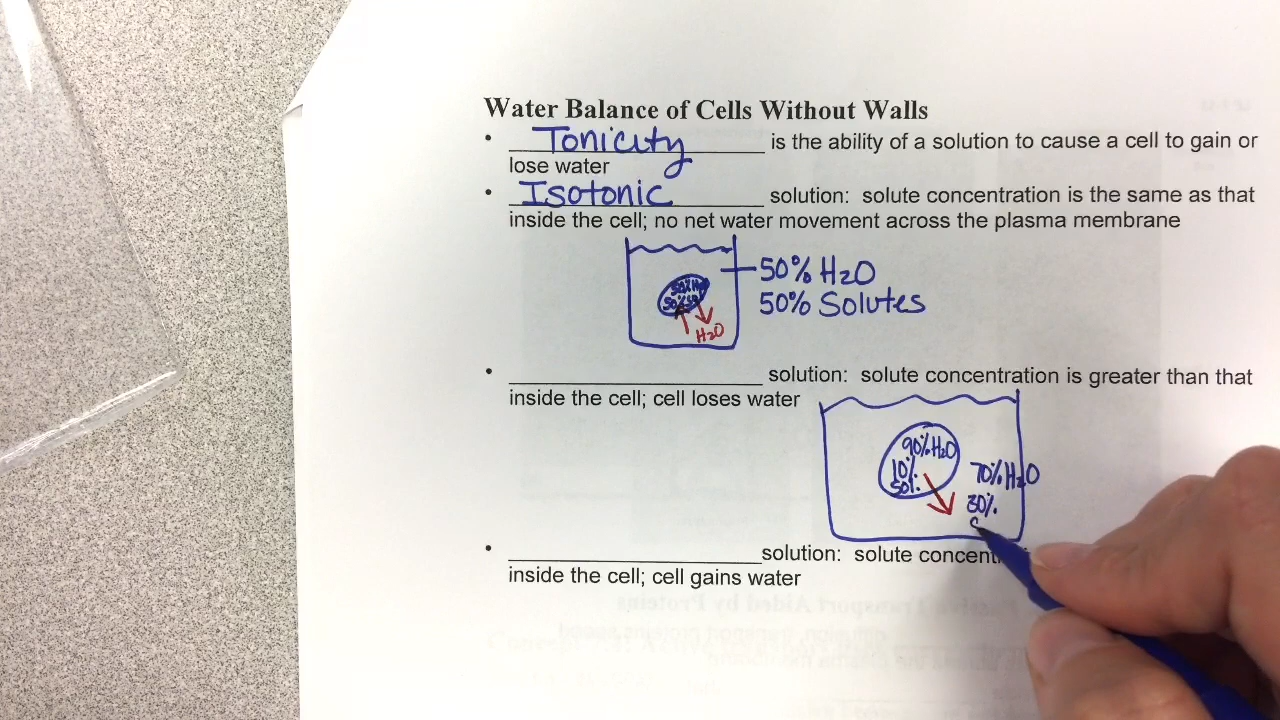 Water Balance of Cells Without Walls
• Tonicity is the ability of a solution to cause a cell to gain or
lose water
• Isotonic solution: solute concentration is the same as that
inside the cell; no net water movement across the plasma membrane
50% H2O
50% Solutes
H2O
• solution: solute concentration is greater than that
inside the cell; cell loses water
90% H2O
10%
Sol.
70% H2O
30%
• solution: solute concent
inside the cell; cell gains water